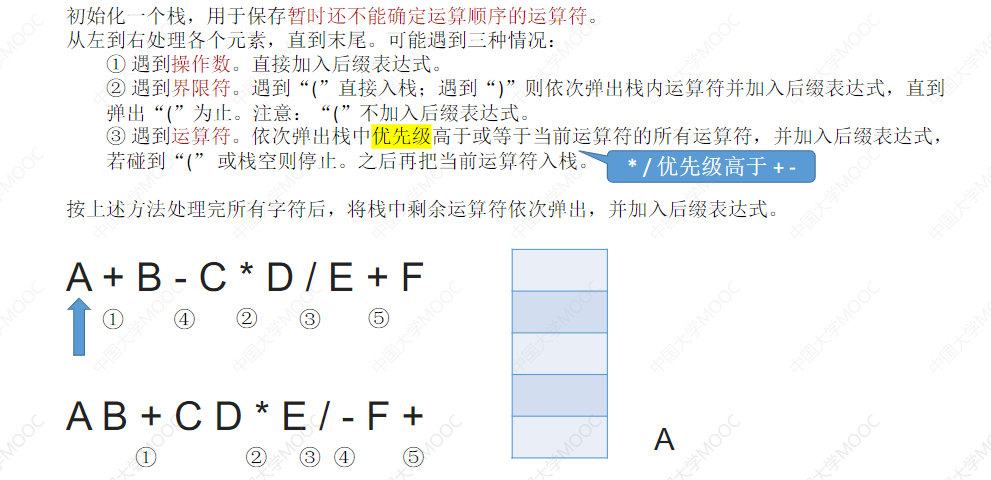 初始化一个栈，用于保存暂时还不能确定运算顺序的运算符。
从左到右处理各个元素，直到末尾。可能遇到三种情况：
① 遇到操作数。直接加入后缀表达式。
② 遇到界限符。遇到“(”直接入栈；遇到“)”则依次弹出栈内运算符并加入后缀表达式，直到
弹出“(”为止。注意：“(”不加入后缀表达式。
③ 遇到运算符。依次弹出栈中优先级高于或等于当前运算符的所有运算符，并加入后缀表达式，
若碰到“(” 或栈空则停止。之后再把当前运算符入栈。
* / 优先级高于 + -
按上述方法处理完所有字符后，将栈中剩余运算符依次弹出，并加入后缀表达式。
A + B - C * D / E + F
① ④ ② ③ ⑤
A B + C D * E / - F +
① ② ③ ④ ⑤
A
中国大学MOOC